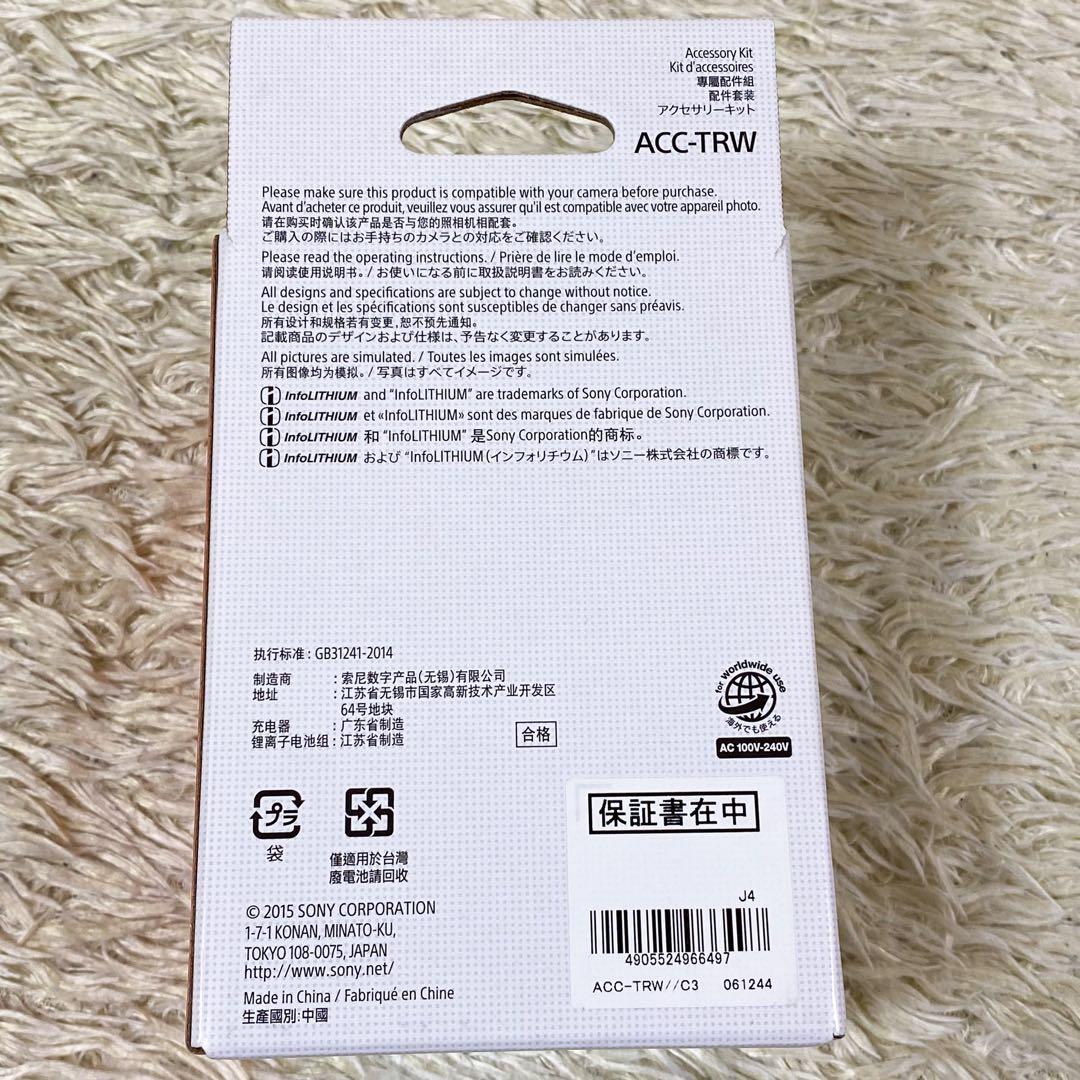 Accessory Kit
Kit d'accessoires
專屬配件組
配件套装
アクセサリーキット
ACC-TRW
Please make sure this product is compatible with your camera before purchase.
Avant d'acheter ce produit, veuillez vous assurer qu'il est compatible avec votre appareil photo.
请在购买时确认该产品是否与您的照相机相配套。
ご購入の際にはお手持ちのカメラとの対応をご確認ください。
Please read the operating instructions. / Prière de lire le mode d'emploi.
请阅读使用说明书。/ お使いになる前に取扱説明書をお読みください。
All designs and specifications are subject to change without notice.
Le design et les spécifications sont susceptibles de changer sans préavis.
所有设计和规格若有变更,恕不预先通知。
記載商品のデザインおよび仕様は、予告なく変更することがあります。
All pictures are simulated. / Toutes les images sont simulées.
所有图像均为模拟。/ 写真はすべてイメージです。
InfoLITHIUM and “InfoLITHIUM” are trademarks of Sony Corporation.
InfoLITHIUM et «InfoLITHIUM» sont des marques de fabrique de Sony Corporation.
InfoLITHIUM 和 “InfoLITHIUM” 是Sony Corporation的商标。
InfoLITHIUM および “InfoLITHIUM(インフォリチウム)”はソニー株式会社の商標です。
执行标准: GB31241-2014
制造商 : 索尼数字产品(无锡)有限公司
地址 : 江苏省无锡市国家高新技术产业开发区
64号地块
充电器 : 广东省制造
锂离子电池组: 江苏省制造
合格
for worldwide use
海外でも使える
AC 100V-240V
プラ
袋
僅適用於台灣
廢電池請回收
保証書在中
J4
4905524966497
ACC-TRW//C3 061244
© 2015 SONY CORPORATION
1-7-1 KONAN, MINATO-KU,
TOKYO 108-0075, JAPAN
http://www.sony.net/
Made in China / Fabriqué en Chine
生產國別:中國